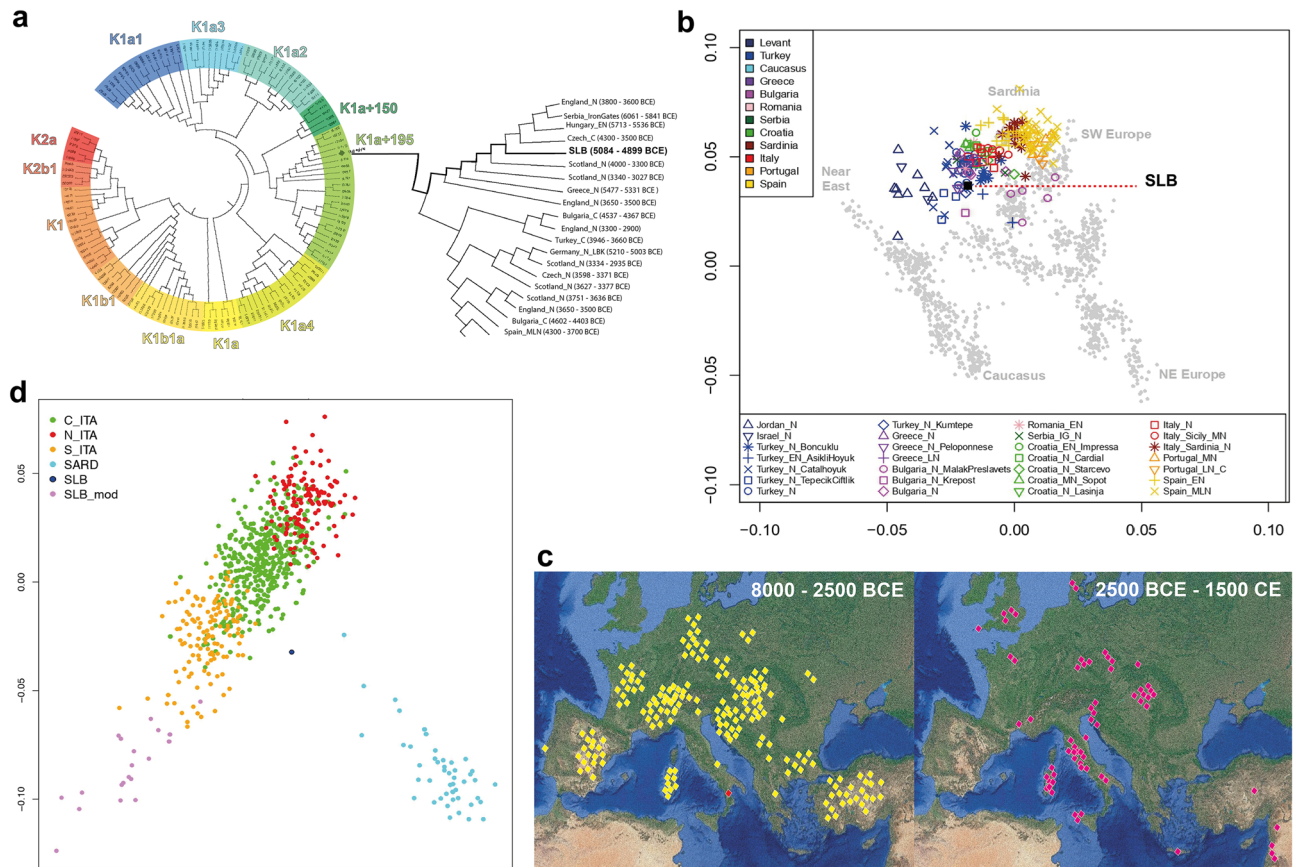 a
K1a1
K1a3
K1a2
K1a+150
K1a+195
K2a
K2b1
K1
K1b1
K1b1a
K1a
K1a4
England_N (3800 - 3600 BCE)
Serbia_IronGates (6061 - 5841 BCE)
Hungary_EN (5713 - 5536 BCE)
Czech_C (4300 - 3500 BCE)
SLB (5084 - 4899 BCE)
Scotland_N (4000 - 3300 BCE)
Scotland_N (3340 - 3027 BCE)
Greece_N (5477 - 5331 BCE)
England_N (3650 - 3500 BCE)
Bulgaria_C (4537 - 4367 BCE)
England_N (3300 - 2900)
Turkey_C (3946 - 3660 BCE)
Germany_N_LBK (5210 - 5003 BCE)
Scotland_N (3334 - 2935 BCE)
Czech_N (3598 - 3371 BCE)
Scotland_N (3627 - 3377 BCE)
Scotland_N (3751 - 3636 BCE)
England_N (3650 - 3500 BCE)
Bulgaria_C (4602 - 4403 BCE)
Spain_MLN (4300 - 3700 BCE)
b
0.10
0.05
0.00
−0.05
−0.10
Levant
Turkey
Caucasus
Greece
Bulgaria
Romania
Serbia
Croatia
Sardinia
Italy
Portugal
Spain
Sardinia
SW Europe
Near
East
SLB
Caucasus
NE Europe
Jordan_N
Israel_N
Turkey_N_Boncuklu
Turkey_EN_AsikliHoyuk
Turkey_N_Catalhoyuk
Turkey_N_TepecikCiftlik
Turkey_N
Turkey_N_Kumtepe
Greece_N
Greece_N_Peloponnese
Greece_LN
Bulgaria_N_MalakPreslavets
Bulgaria_N_Krepost
Bulgaria_N
Romania_EN
Serbia_IG_N
Croatia_EN_Impressa
Croatia_N_Cardial
Croatia_N_Starcevo
Croatia_MN_Sopot
Croatia_N_Lasinja
Italy_N
Italy_Sicily_MN
Italy_Sardinia_N
Portugal_MN
Portugal_LN_C
Spain_EN
Spain_MLN
−0.10
−0.05
0.00
0.05
0.10
d
C_ITA
N_ITA
S_ITA
SARD
SLB
SLB_mod
0.05
0.00
−0.05
−0.10
c
8000 - 2500 BCE
2500 BCE - 1500 CE